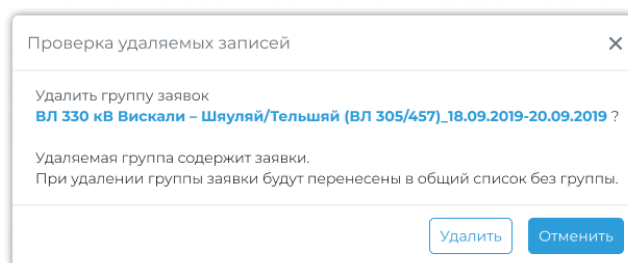 Проверка удаляемых записей
Удалить группу заявок
ВЛ 330 кВ Вискали – Шяуляй/Тельшяй (ВЛ 305/457)_18.09.2019-20.09.2019 ?
Удаляемая группа содержит заявки.
При удалении группы заявки будут перенесены в общий список без группы.
Удалить Отменить